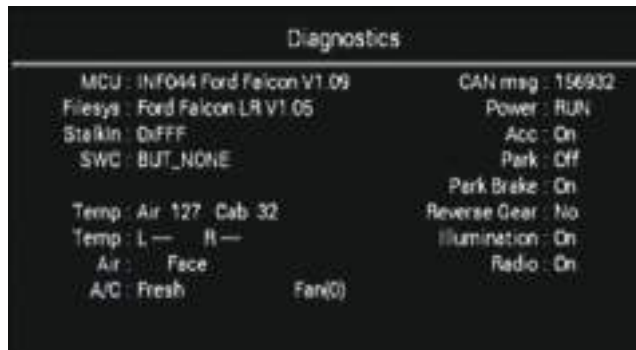 Diagnostics
MCU : INF044 Ford Falcon V1.09 CAN msg : 156932
Filesys : Ford Falcon LR V1.05 Power : RUN
StalkIn : 0xFFF Acc : On
SWC : BUT_NONE Park : Off
Park Brake : On
Temp : Air 127 Cab 32 Reverse Gear : No
Temp : L -- R -- Illumination : On
Air : Face Radio : On
A/C : Fresh Fan(0)